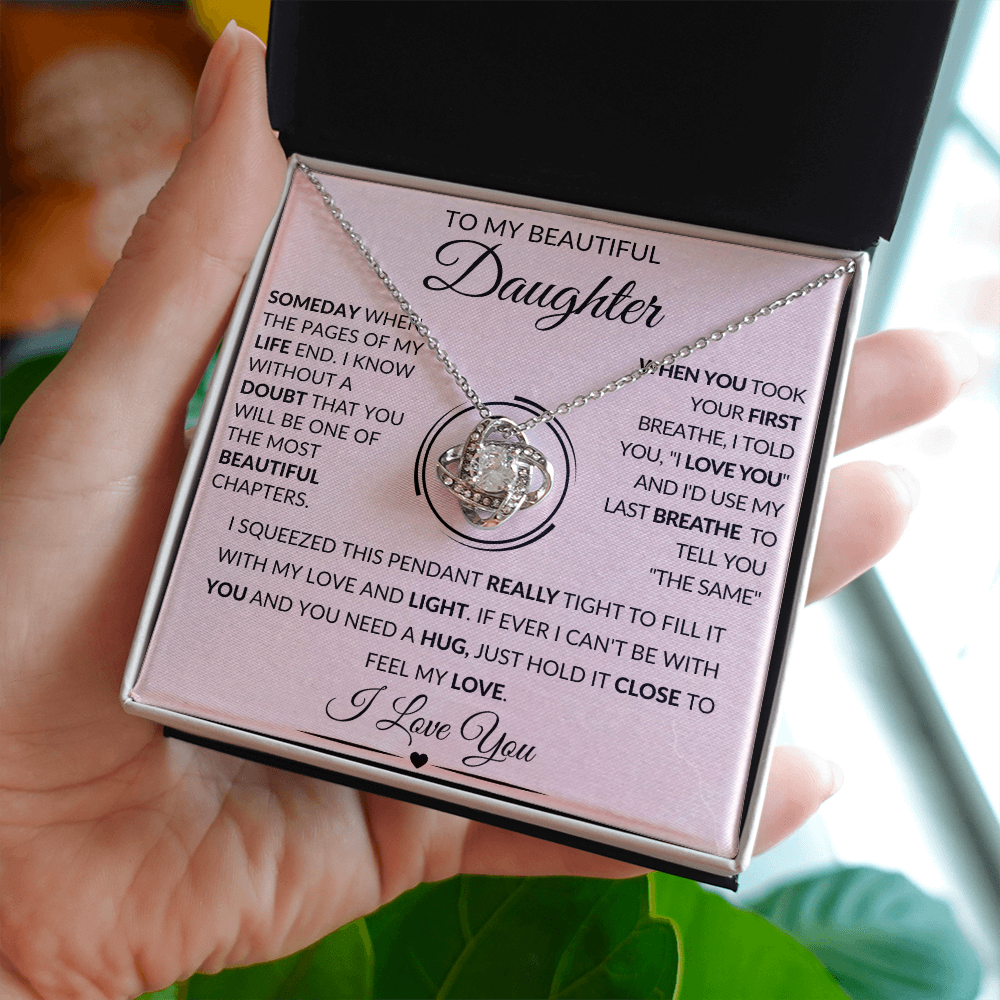 TO MY BEAUTIFUL
Daughter
SOMEDAY WHEN
THE PAGES OF MY
LIFE END. I KNOW
WITHOUT A
DOUBT THAT YOU
WILL BE ONE OF
THE MOST
BEAUTIFUL
CHAPTERS.
WHEN YOU TOOK
YOUR FIRST
BREATHE, I TOLD
YOU, "I LOVE YOU"
AND I'D USE MY
LAST BREATHE TO
TELL YOU
"THE SAME"
I SQUEEZED THIS PENDANT REALLY TIGHT TO FILL IT
WITH MY LOVE AND LIGHT. IF EVER I CAN'T BE WITH
YOU AND YOU NEED A HUG, JUST HOLD IT CLOSE TO
FEEL MY LOVE.
I Love You